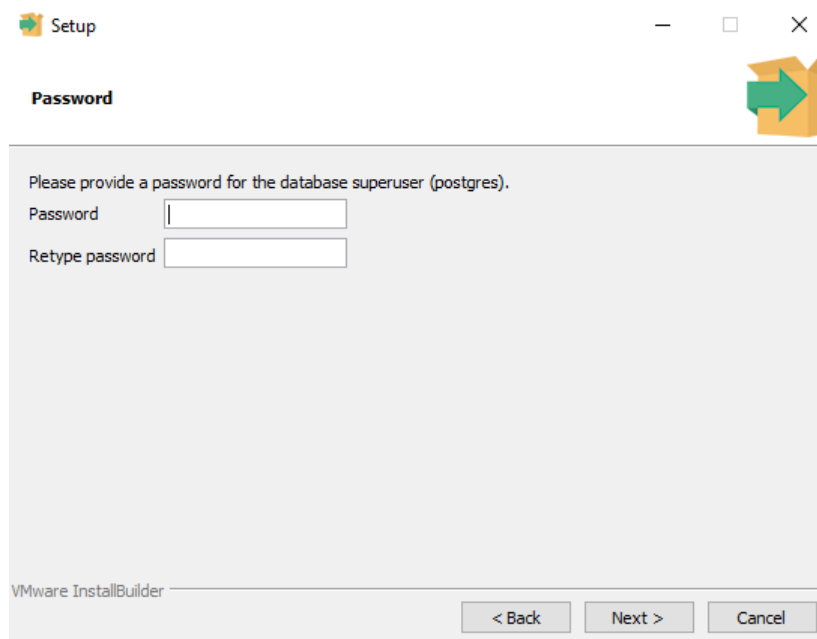 Setup
Password
Please provide a password for the database superuser (postgres).
Password
Retype password
VMware InstallBuilder
< Back Next > Cancel